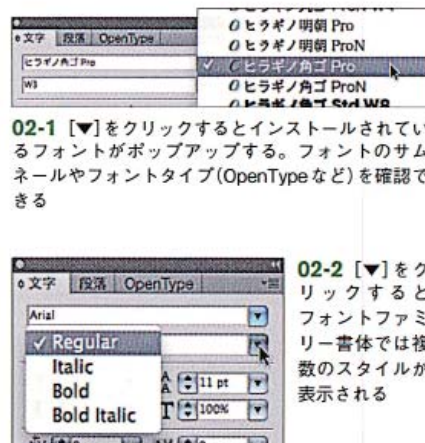 O ヒラギノ明朝 Pro
文字 段落 OpenType
O ヒラギノ明朝 ProN
ヒラギノ角ゴ Pro
✓ O ヒラギノ角ゴ Pro
W3
O ヒラギノ角ゴ ProN
O ヒラギノ角ゴ Std W8
02-1 [▼]をクリックするとインストールされてい
るフォントがポップアップする。フォントのサム
ネールやフォントタイプ(OpenTypeなど)を確認で
きる
文字 段落 OpenType
Arial
✓ Regular
Italic
Bold
Bold Italic
11 pt
100%
02-2 [▼]をク
リックすると
フォントファミ
リー書体では複
数のスタイルが
表示される